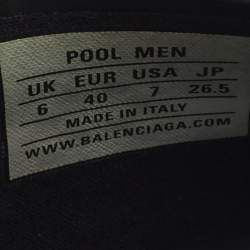 POOL MEN
UK EUR USA JP
6 40 7 26.5
MADE IN ITALY
WWW.BALENCIAGA.COM